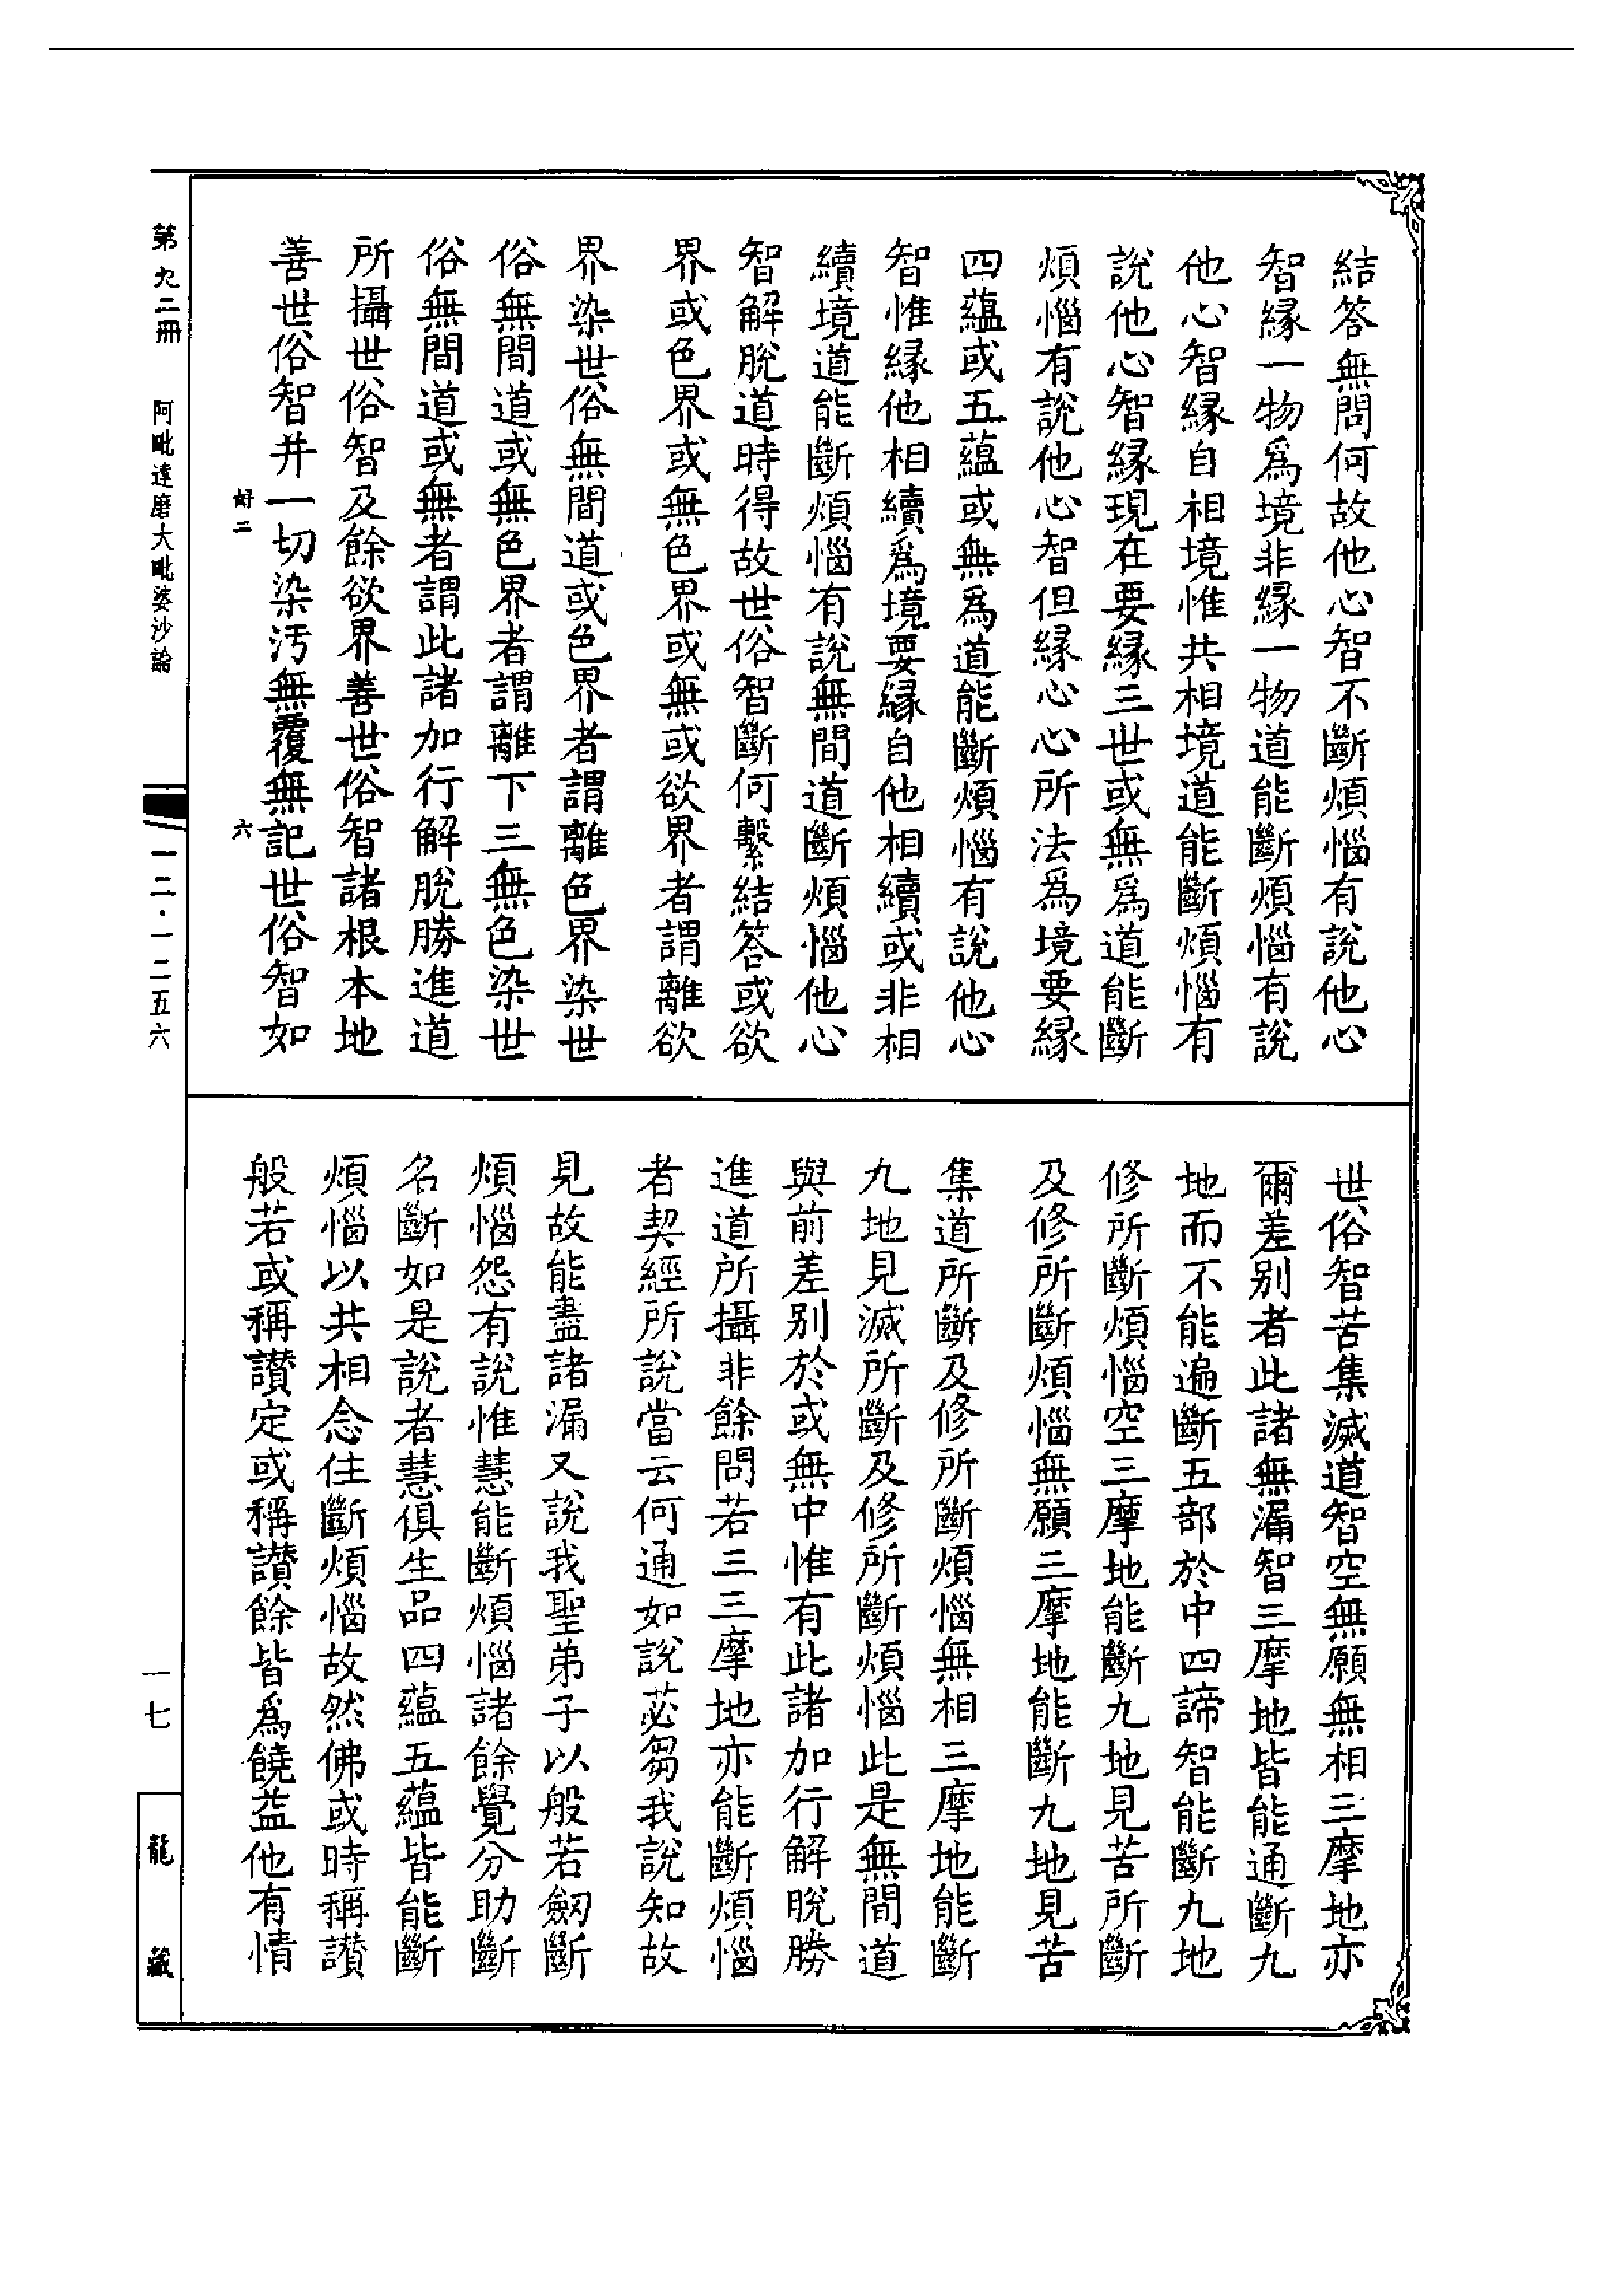 結答無問何故他心智不斷煩惱有說他心
智縁一物爲境非縁一物道能斷煩惱有說
他心智縁自相境惟共相境道能斷煩惱有
說他心智縁現在要縁三世或無爲道能斷
煩惱有說他心智但縁心心所法爲境要縁
四蘊或五蘊或無為道能斷煩惱有說他心
智惟縁他相續爲境要縁自他相續或非相
續境道能斷煩惱有說無間道斷煩惱他心
智解脫道時得故世俗智斷何繫結答或欲
界或色界或無色界或無或欲界者謂離欲
界染世俗無間道或色界者謂離色界染世
俗無間道或無色界者謂離下三無色染世
俗無間道或無者謂此諸加行解脫勝進道
所攝世俗智及餘欲界善世俗智諸根本地
善世俗智并一切染汚無覆無記世俗智如
好二
六
世俗智苦集滅道智空無願無相三摩地亦
爾差別者此諸無漏智三摩地皆能通斷九
地而不能遍斷五部於中四諦智能斷九地
修所斷煩惱空三摩地能斷九地見苦所斷
及修所斷煩惱無願三摩地能斷九地見苦
集道所斷及修所斷煩惱無相三摩地能斷
九地見滅所斷及修所斷煩惱此是無間道
與前差別於或無中惟有此諸加行解脫勝
進道所攝非餘問若三三摩地亦能斷煩惱
者契經所說當云何通如說苾芻我說知故
見故能盡諸漏又說我聖弟子以般若劒斷
煩惱怨有說惟慧能斷煩惱諸餘覺分助斷
名斷如是說者慧俱生品四蘊五蘊皆能斷
煩惱以共相念住斷煩惱故然佛或時稱讃
般若或稱讃定或稱讃餘皆爲饒益他有情
第九二冊 阿毗達磨大毗婆沙論
一二·一二五六
一七
龍藏